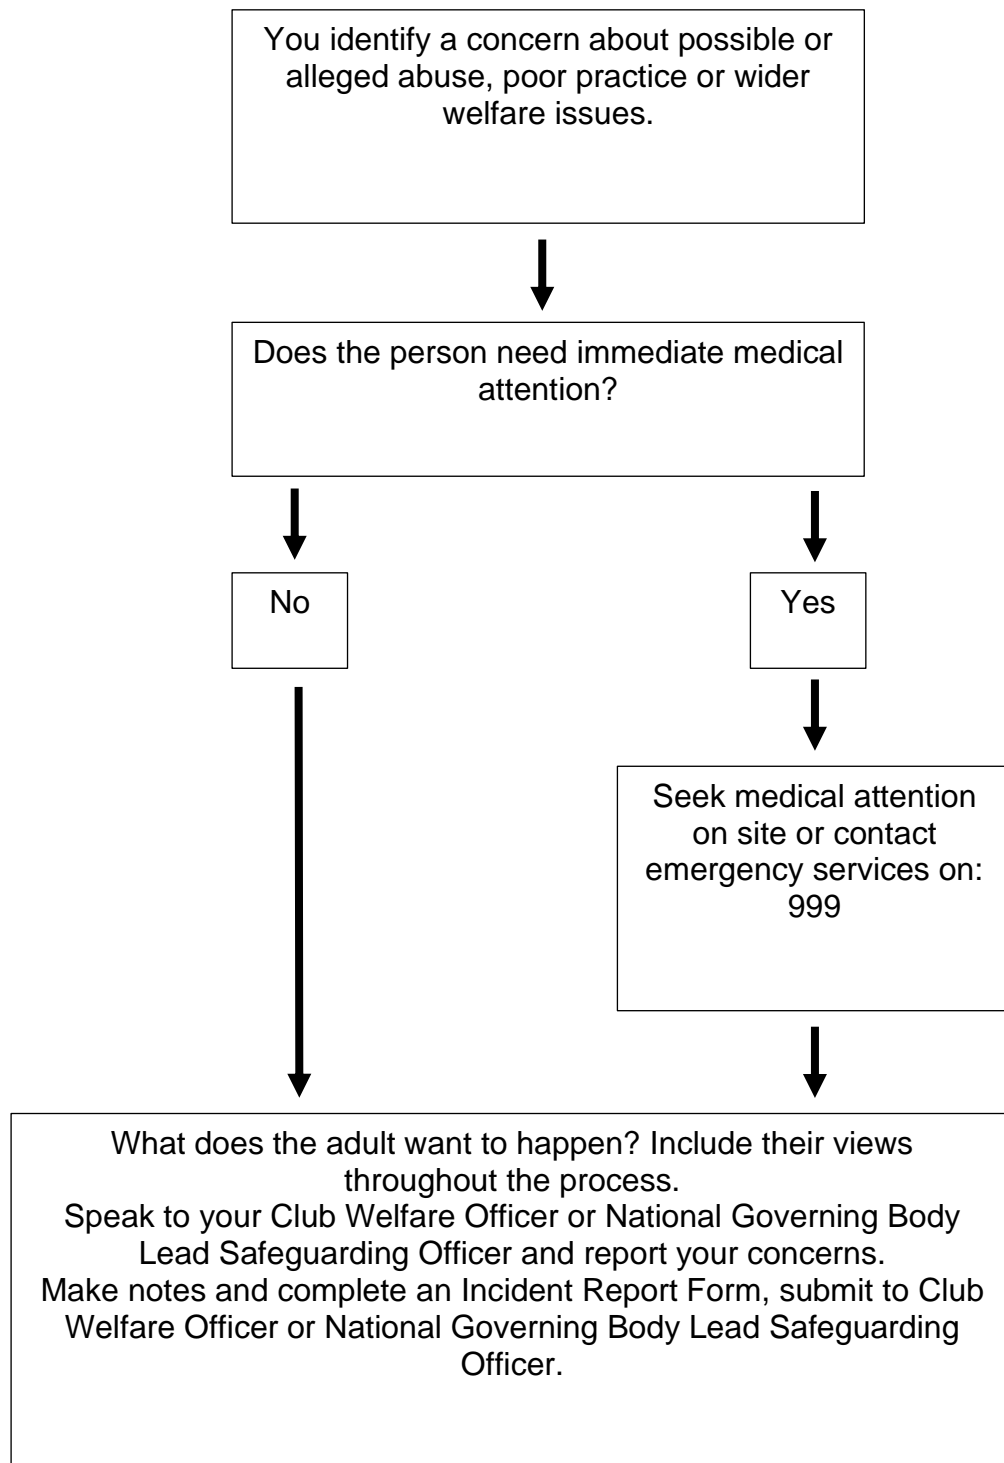 You identify a concern about possible or
alleged abuse, poor practice or wider
welfare issues.
Does the person need immediate medical
attention?
No
Yes
Seek medical attention
on site or contact
emergency services on:
999
What does the adult want to happen? Include their views
throughout the process.
Speak to your Club Welfare Officer or National Governing Body
Lead Safeguarding Officer and report your concerns.
Make notes and complete an Incident Report Form, submit to Club
Welfare Officer or National Governing Body Lead Safeguarding
Officer.